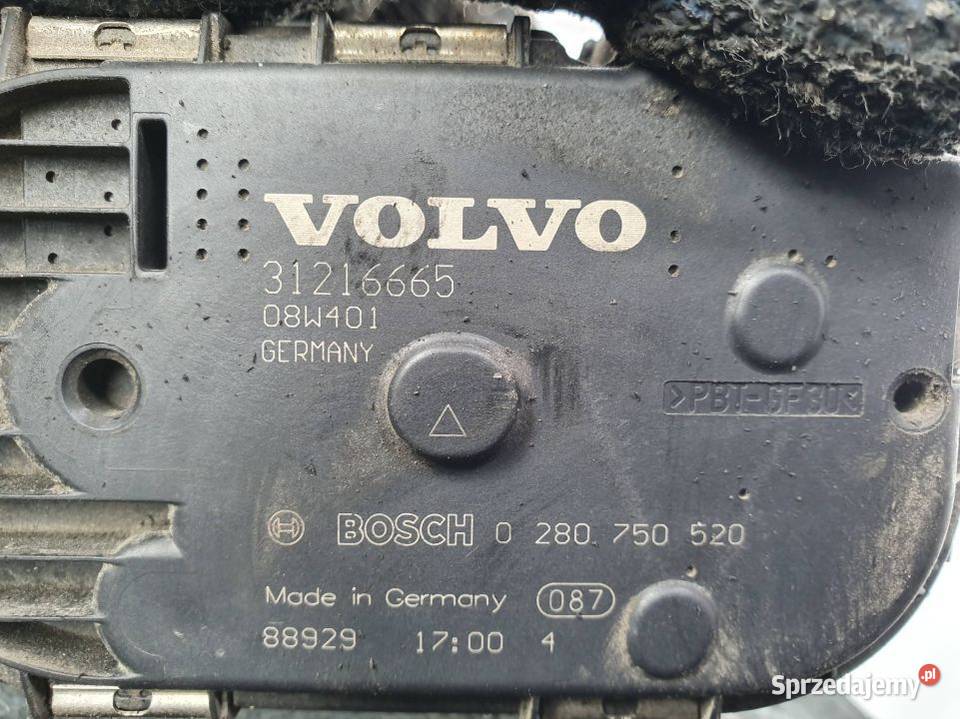 VOLVO
31216665
08W401
GERMANY
>PBT-GF30<
BOSCH 0 280 750 520
Made in Germany 087
88929 17:00 4
Sprzedajemy.pl